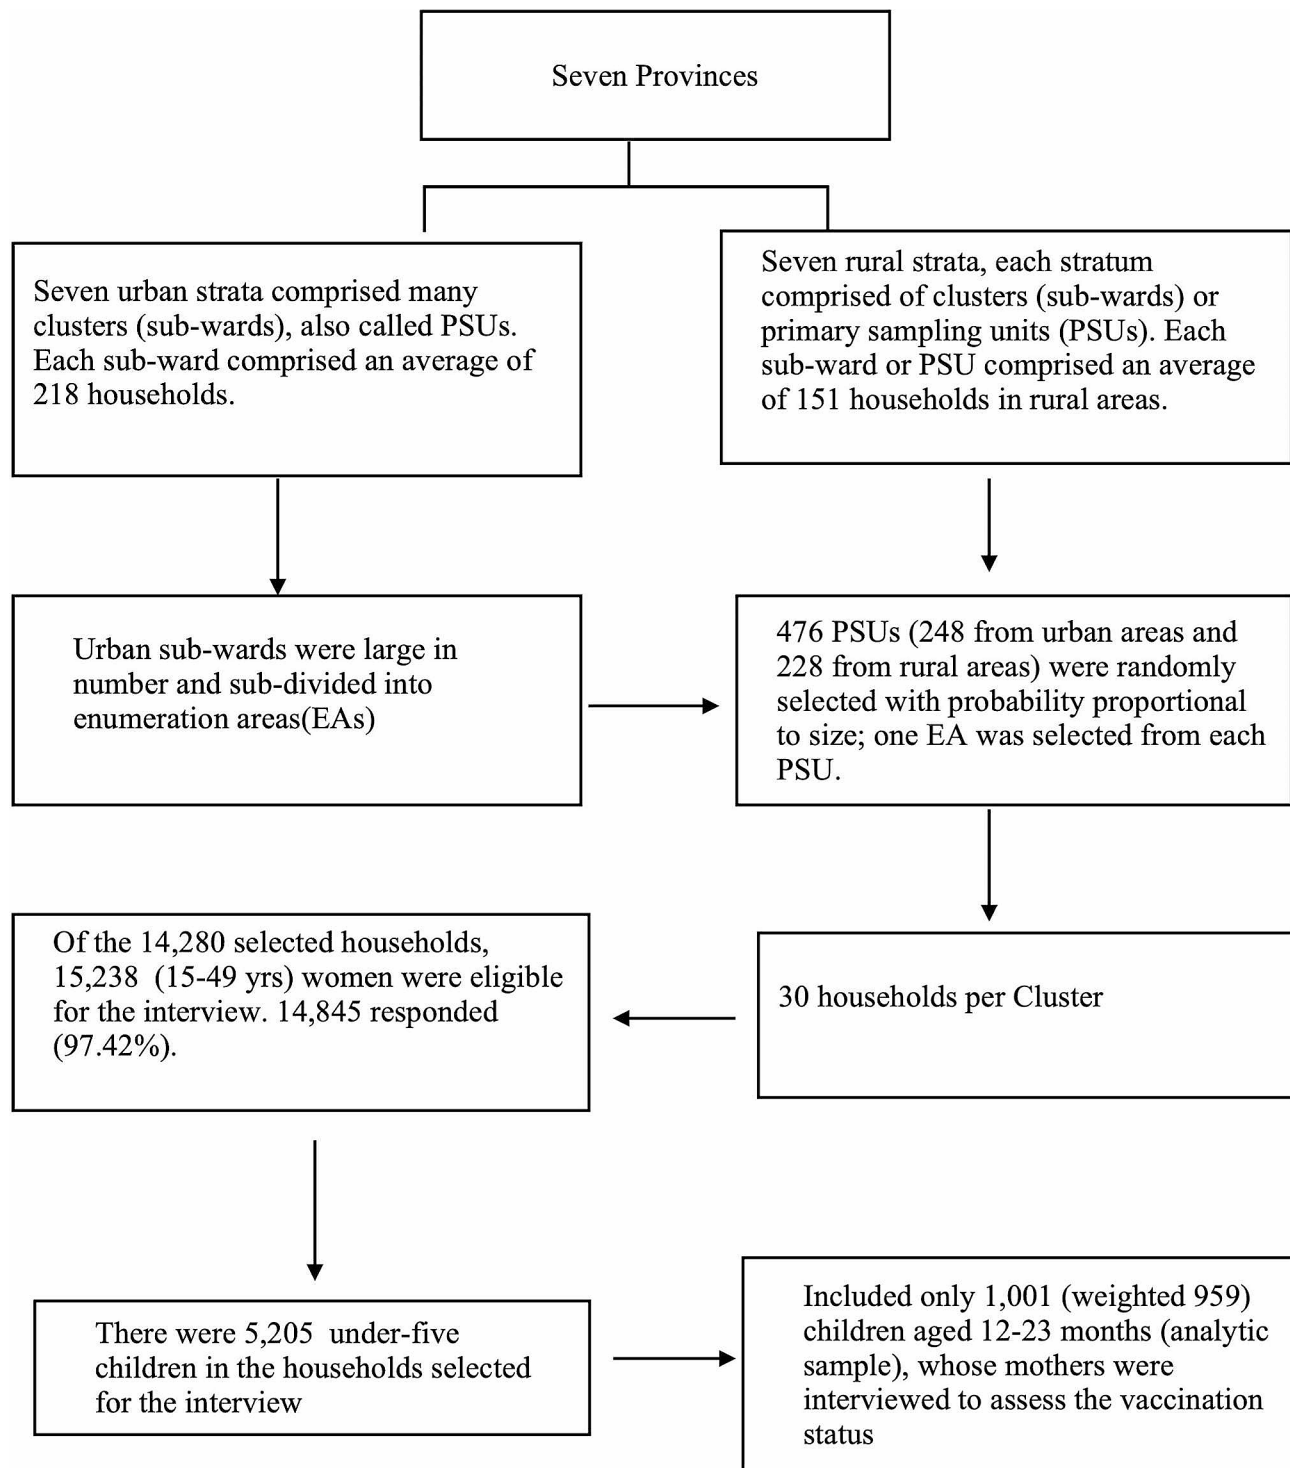 Seven Provinces
Seven urban strata comprised many
clusters (sub-wards), also called PSUs.
Each sub-ward comprised an average of
218 households.
Seven rural strata, each stratum
comprised of clusters (sub-wards) or
primary sampling units (PSUs). Each
sub-ward or PSU comprised an average
of 151 households in rural areas.
Urban sub-wards were large in
number and sub-divided into
enumeration areas(EAs)
476 PSUs (248 from urban areas and
228 from rural areas) were randomly
selected with probability proportional
to size; one EA was selected from each
PSU.
30 households per Cluster
Of the 14,280 selected households,
15,238 (15-49 yrs) women were eligible
for the interview. 14,845 responded
(97.42%).
There were 5,205 under-five
children in the households selected
for the interview
Included only 1,001 (weighted 959)
children aged 12-23 months (analytic
sample), whose mothers were
interviewed to assess the vaccination
status